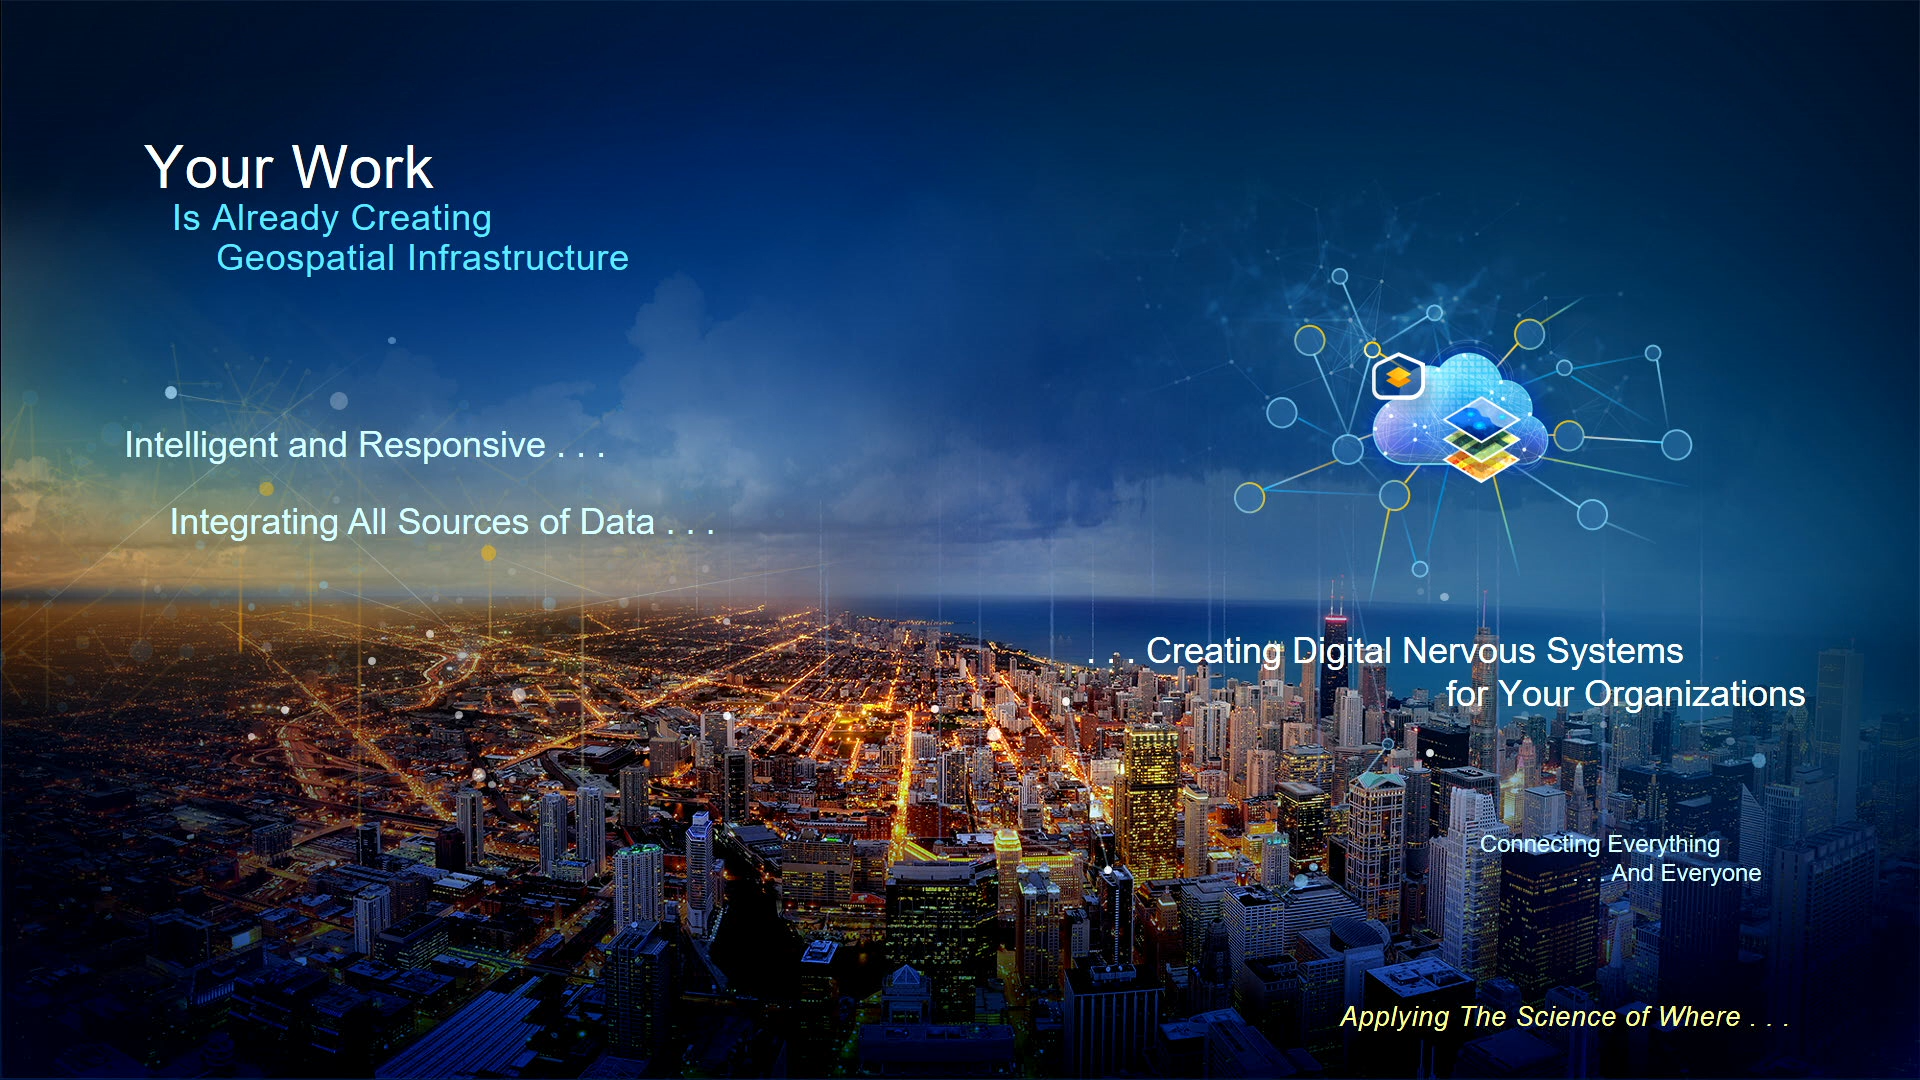 Your Work
Is Already Creating
Geospatial Infrastructure
Intelligent and Responsive . . .
Integrating All Sources of Data . . .
. . . Creating Digital Nervous Systems
for Your Organizations
Connecting Everything
. . . And Everyone
Applying The Science of Where . . .